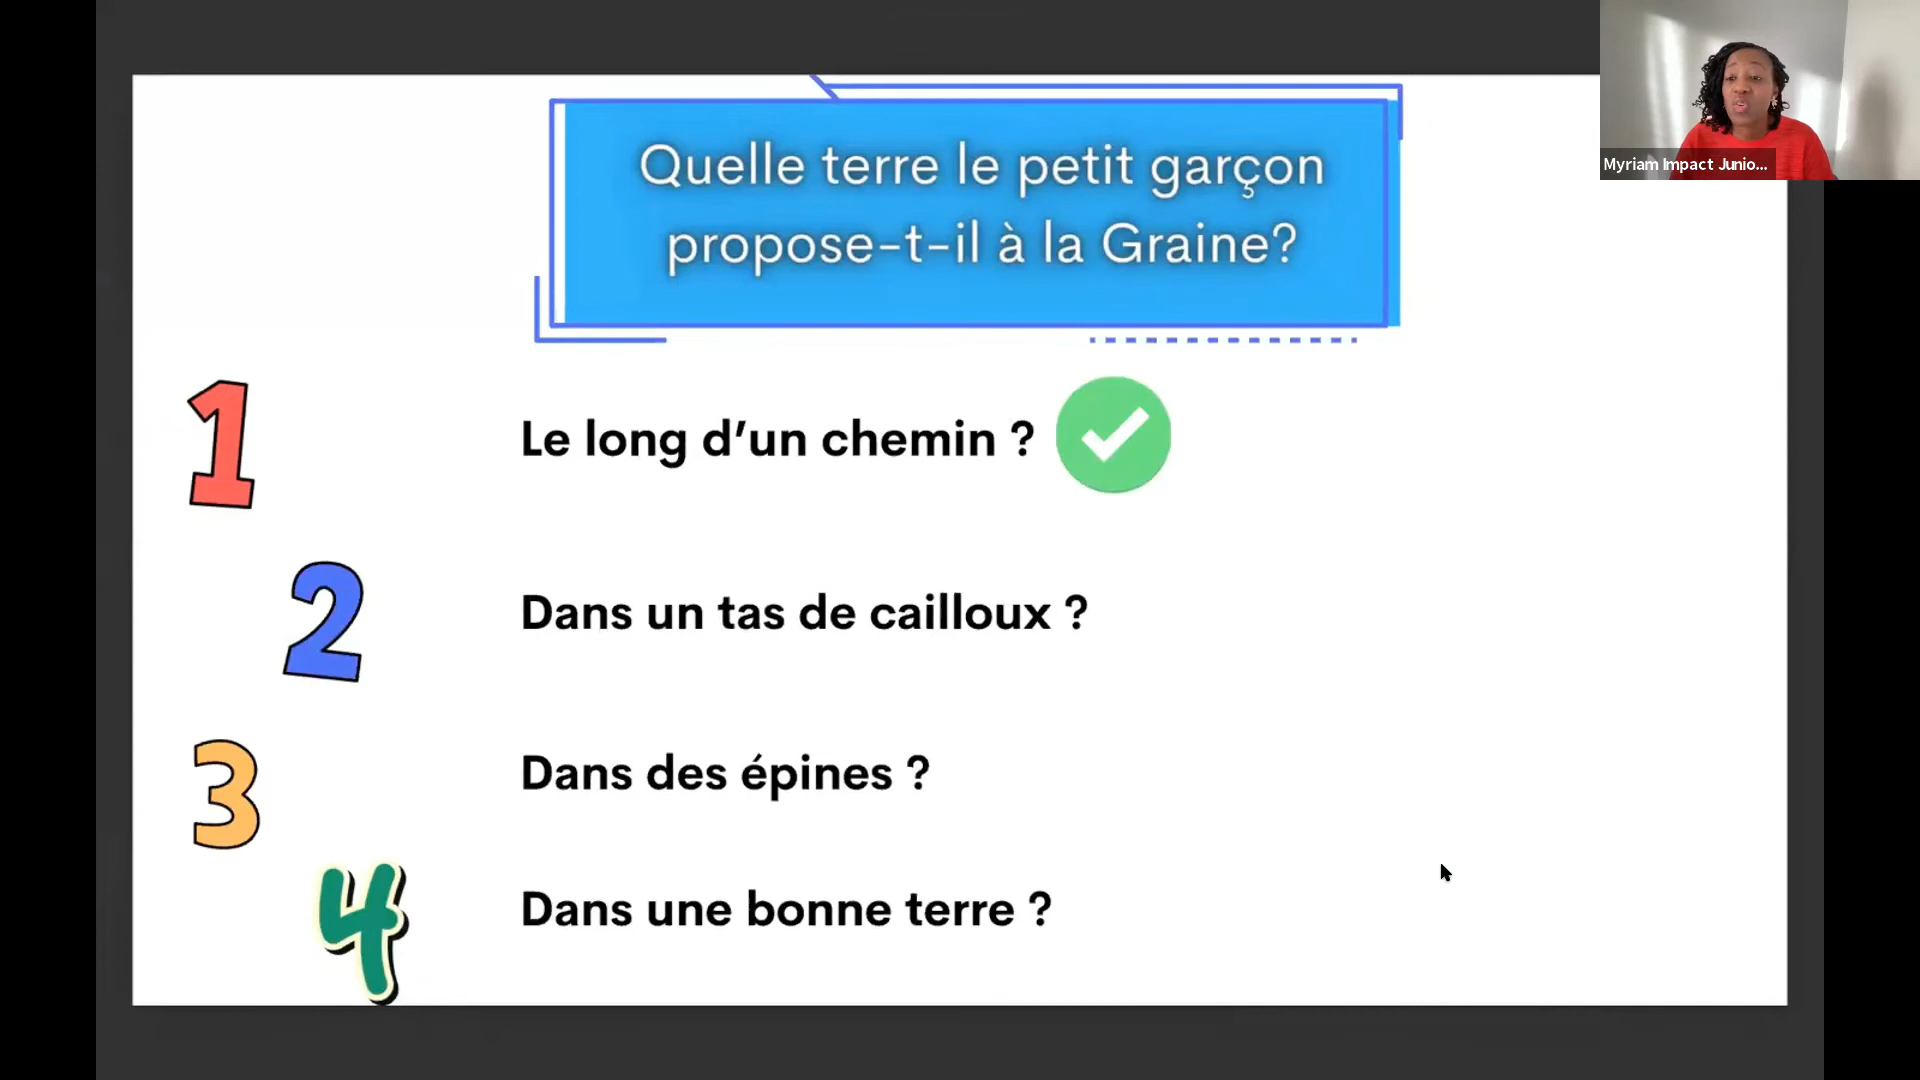 Quelle terre le petit garçon
propose-t-il à la Graine?
Myriam Impact Junio...
1
Le long d’un chemin ?
2
Dans un tas de cailloux ?
3
Dans des épines ?
4
Dans une bonne terre ?